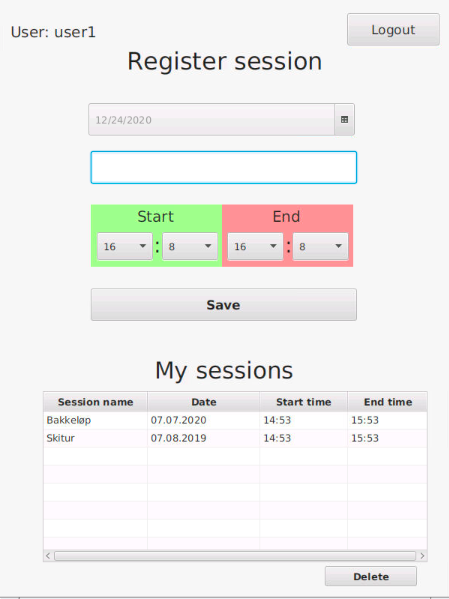 User: user1
Logout
Register session
12/24/2020
Start End
16 : 8 16 : 8
Save
My sessions
Session name Date Start time End time
Bakkeløp 07.07.2020 14:53 15:53
Skitur 07.08.2019 14:53 15:53
Delete